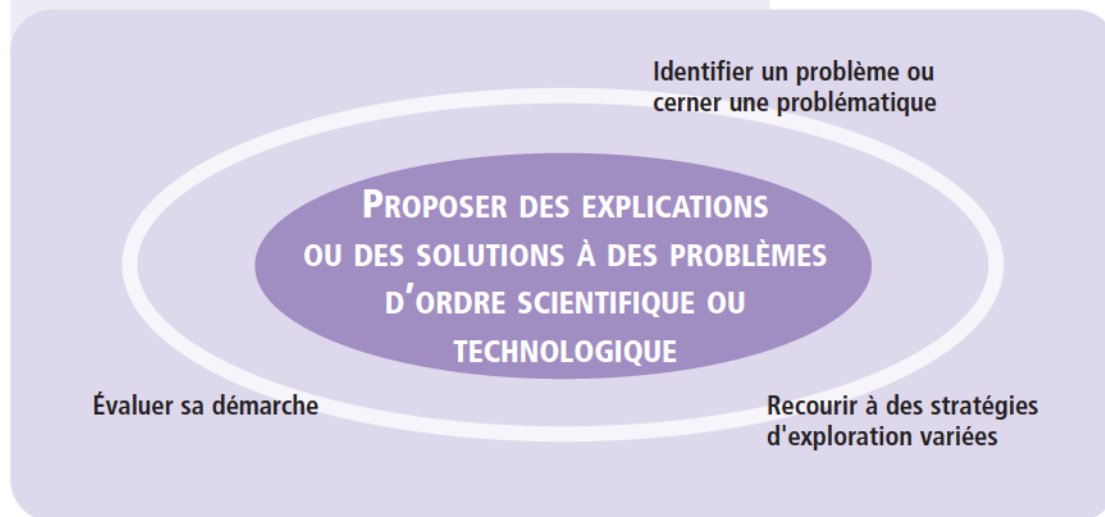 Identifier un problème ou
cerner une problématique
PROPOSER DES EXPLICATIONS
OU DES SOLUTIONS À DES PROBLÈMES
D'ORDRE SCIENTIFIQUE OU
TECHNOLOGIQUE
Évaluer sa démarche
Recourir à des stratégies
d'exploration variées